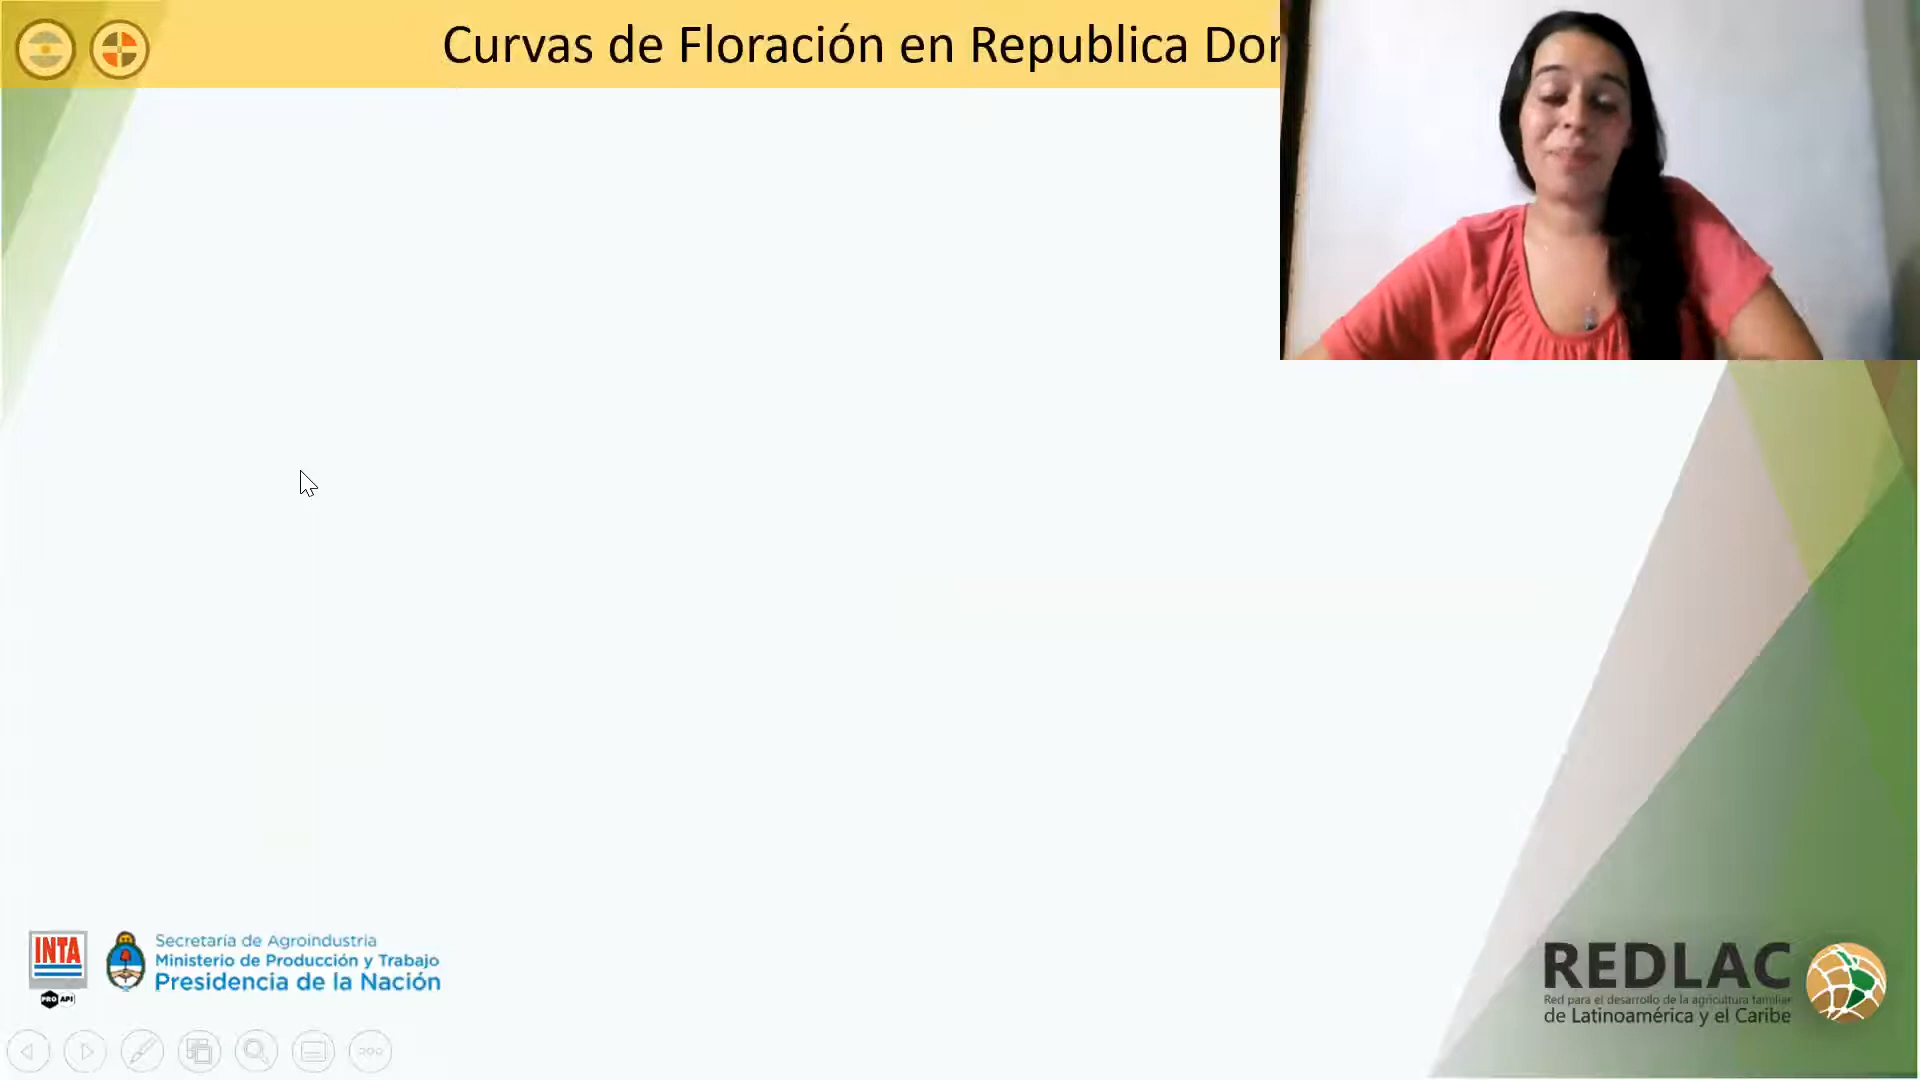 Curvas de Floración en Republica Dor
INTA
PRO API
Secretaría de Agroindustria
Ministerio de Producción y Trabajo
Presidencia de la Nación
REDLAC
Red para el desarrollo de la agricultura familiar
de Latinoamérica y el Caribe